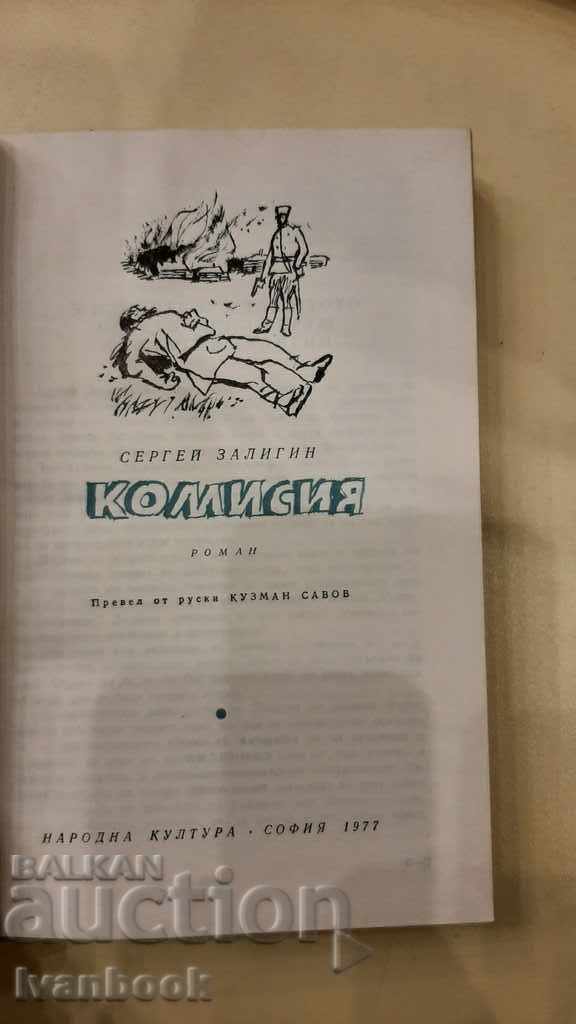 СЕРГЕЙ ЗАЛИГИН
КОМИСИЯ
РОМАН
Превел от руски КУЗМАН САВОВ
НАРОДНА КУЛТУРА · СОФИЯ 1977
BALKAN
auction
Ivanbook